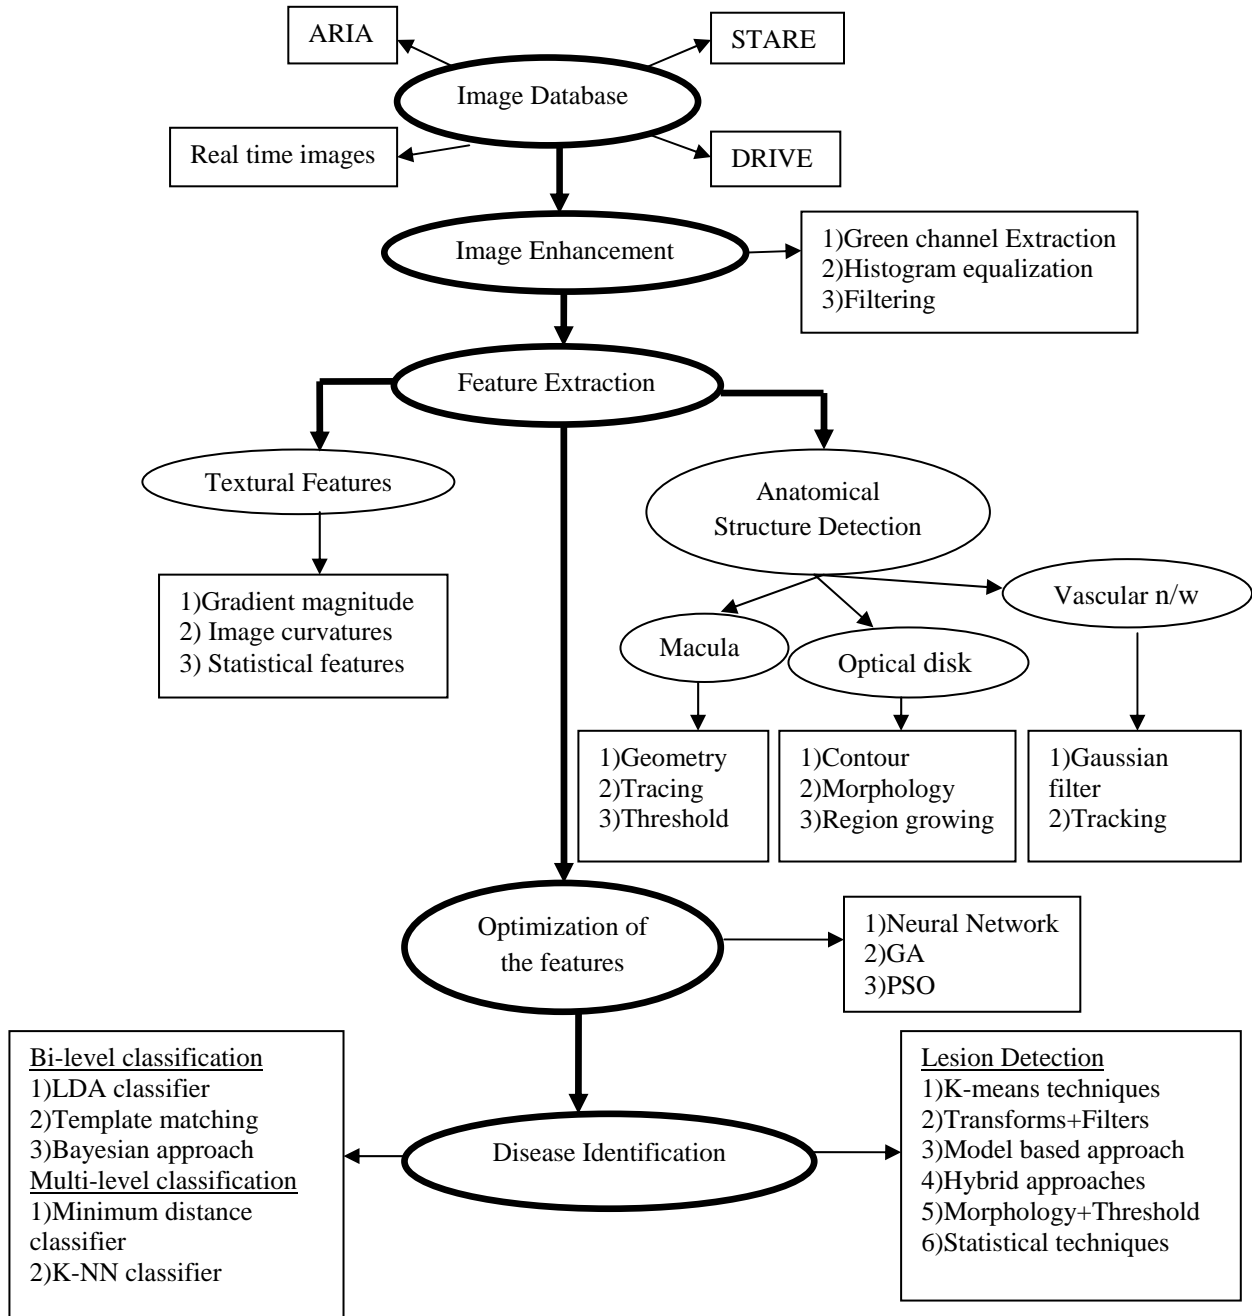 ARIA
STARE
Image Database
Real time images
DRIVE
Image Enhancement
1)Green channel Extraction
2)Histogram equalization
3)Filtering
Feature Extraction
Textural Features
Anatomical
Structure Detection
1)Gradient magnitude
2) Image curvatures
3) Statistical features
Vascular n/w
Macula
Optical disk
1)Geometry
2)Tracing
3)Threshold
1)Contour
2)Morphology
3)Region growing
1)Gaussian
filter
2)Tracking
Optimization of
the features
1)Neural Network
2)GA
3)PSO
Bi-level classification
1)LDA classifier
2)Template matching
3)Bayesian approach
Multi-level classification
1)Minimum distance
classifier
2)K-NN classifier
Disease Identification
Lesion Detection
1)K-means techniques
2)Transforms+Filters
3)Model based approach
4)Hybrid approaches
5)Morphology+Threshold
6)Statistical techniques